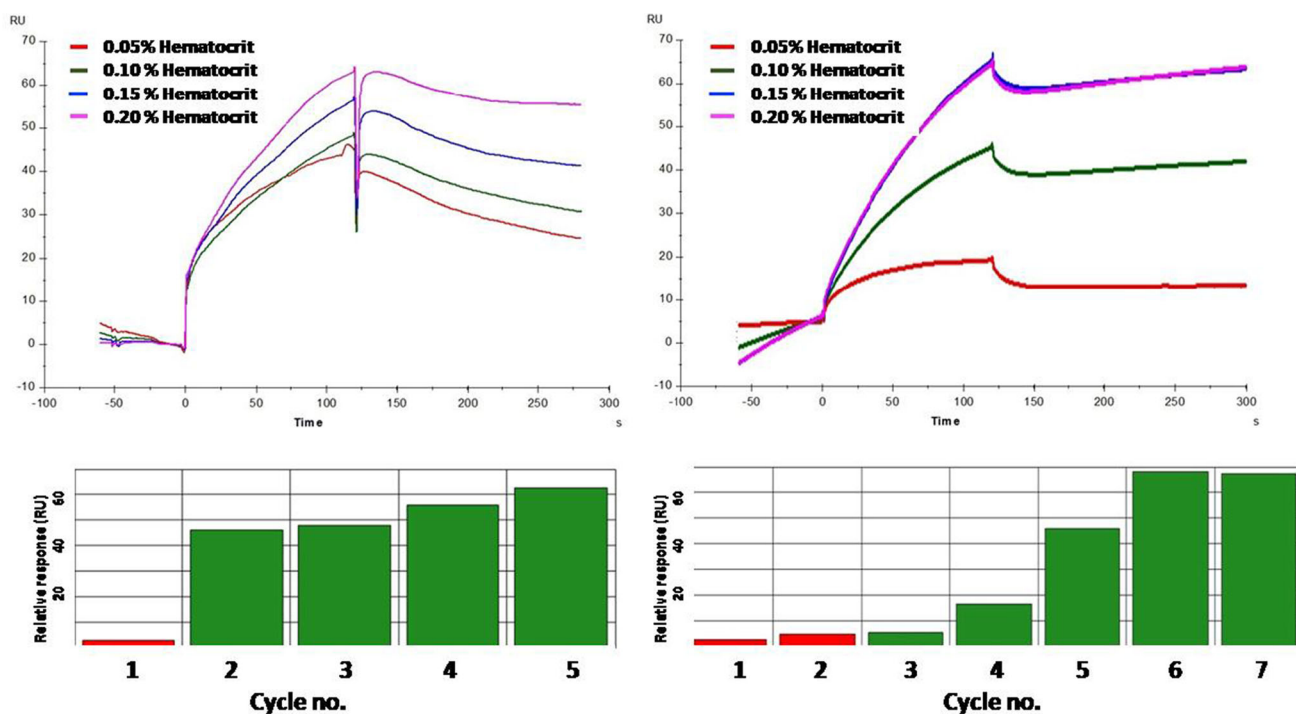 RU
70
60
50
40
30
20
10
0
-10
0.05% Hematocrit
0.10 % Hematocrit
0.15 % Hematocrit
0.20 % Hematocrit
-100 -50 0 50 100 150 200 250 300
Time s
RU
70
60
50
40
30
20
10
0
-10
0.05% Hematocrit
0.10 % Hematocrit
0.15 % Hematocrit
0.20 % Hematocrit
-100 -50 0 50 100 150 200 250 300
Time s
Relative response (RU)
60
40
20
1 2 3 4 5
Cycle no.
Relative response (RU)
60
40
20
1 2 3 4 5 6 7
Cycle no.